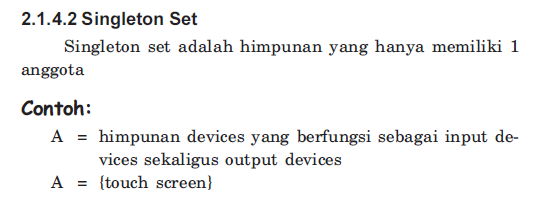 2.1.4.2 Singleton Set
Singleton set adalah himpunan yang hanya memiliki 1
anggota
Contoh:
A = himpunan devices yang berfungsi sebagai input de-
vices sekaligus output devices
A = {touch screen}